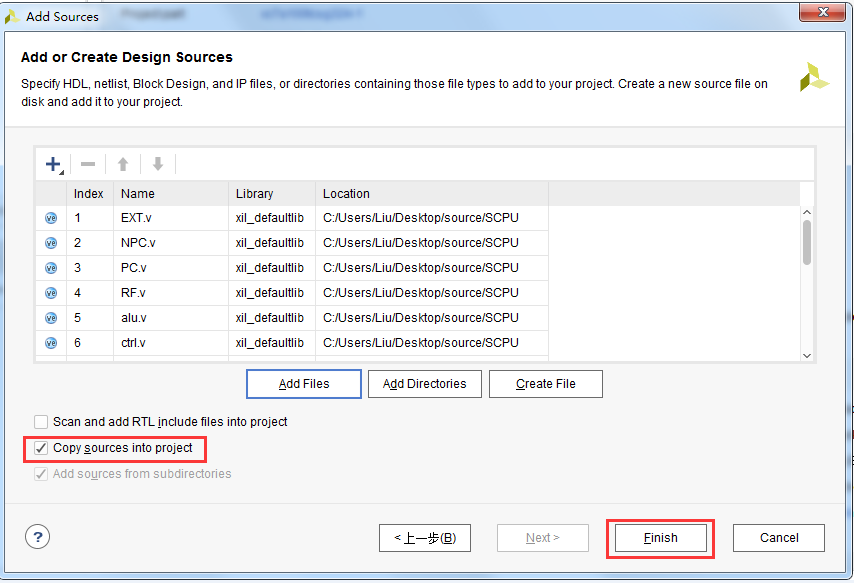 Add Sources
Add or Create Design Sources
Specify HDL, netlist, Block Design, and IP files, or directories containing those file types to add to your project. Create a new source file on
disk and add it to your project.
Index Name Library Location
1 EXT.v xil_defaultlib C:/Users/Liu/Desktop/source/SCPU
2 NPC.v xil_defaultlib C:/Users/Liu/Desktop/source/SCPU
3 PC.v xil_defaultlib C:/Users/Liu/Desktop/source/SCPU
4 RF.v xil_defaultlib C:/Users/Liu/Desktop/source/SCPU
5 alu.v xil_defaultlib C:/Users/Liu/Desktop/source/SCPU
6 ctrl.v xil_defaultlib C:/Users/Liu/Desktop/source/SCPU
Add Files Add Directories Create File
Scan and add RTL include files into project
Copy sources into project
Add sources from subdirectories
? < 上一步(B) Next > Finish Cancel